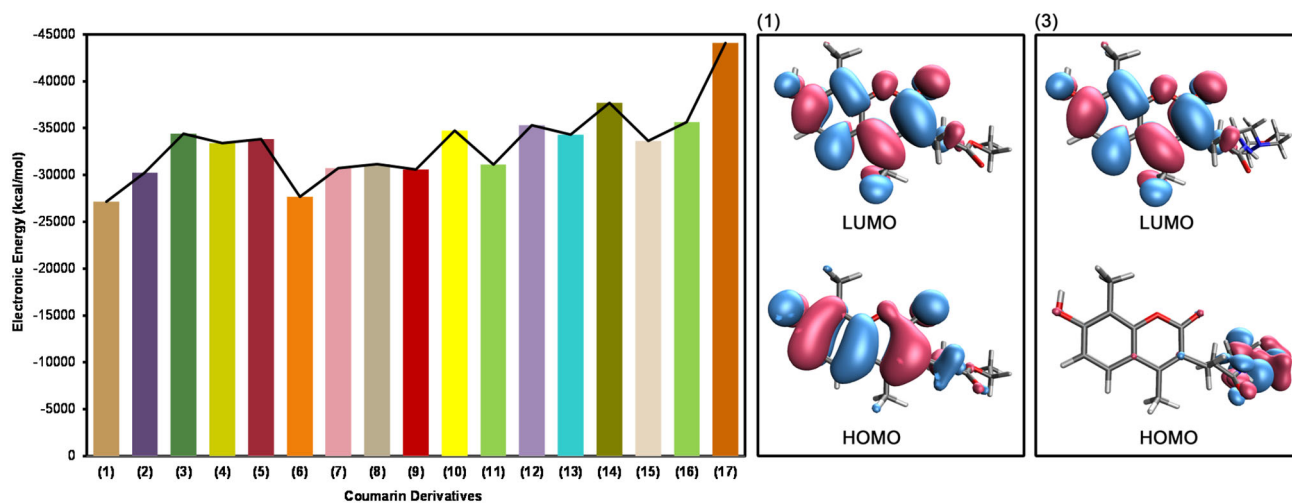 Electronic Energy (kcal/mol)
-45000
-40000
-35000
-30000
-25000
-20000
-15000
-10000
-5000
0
(1) (2) (3) (4) (5) (6) (7) (8) (9) (10) (11) (12) (13) (14) (15) (16) (17)
Coumarin Derivatives
(1)
LUMO
HOMO
(3)
LUMO
HOMO